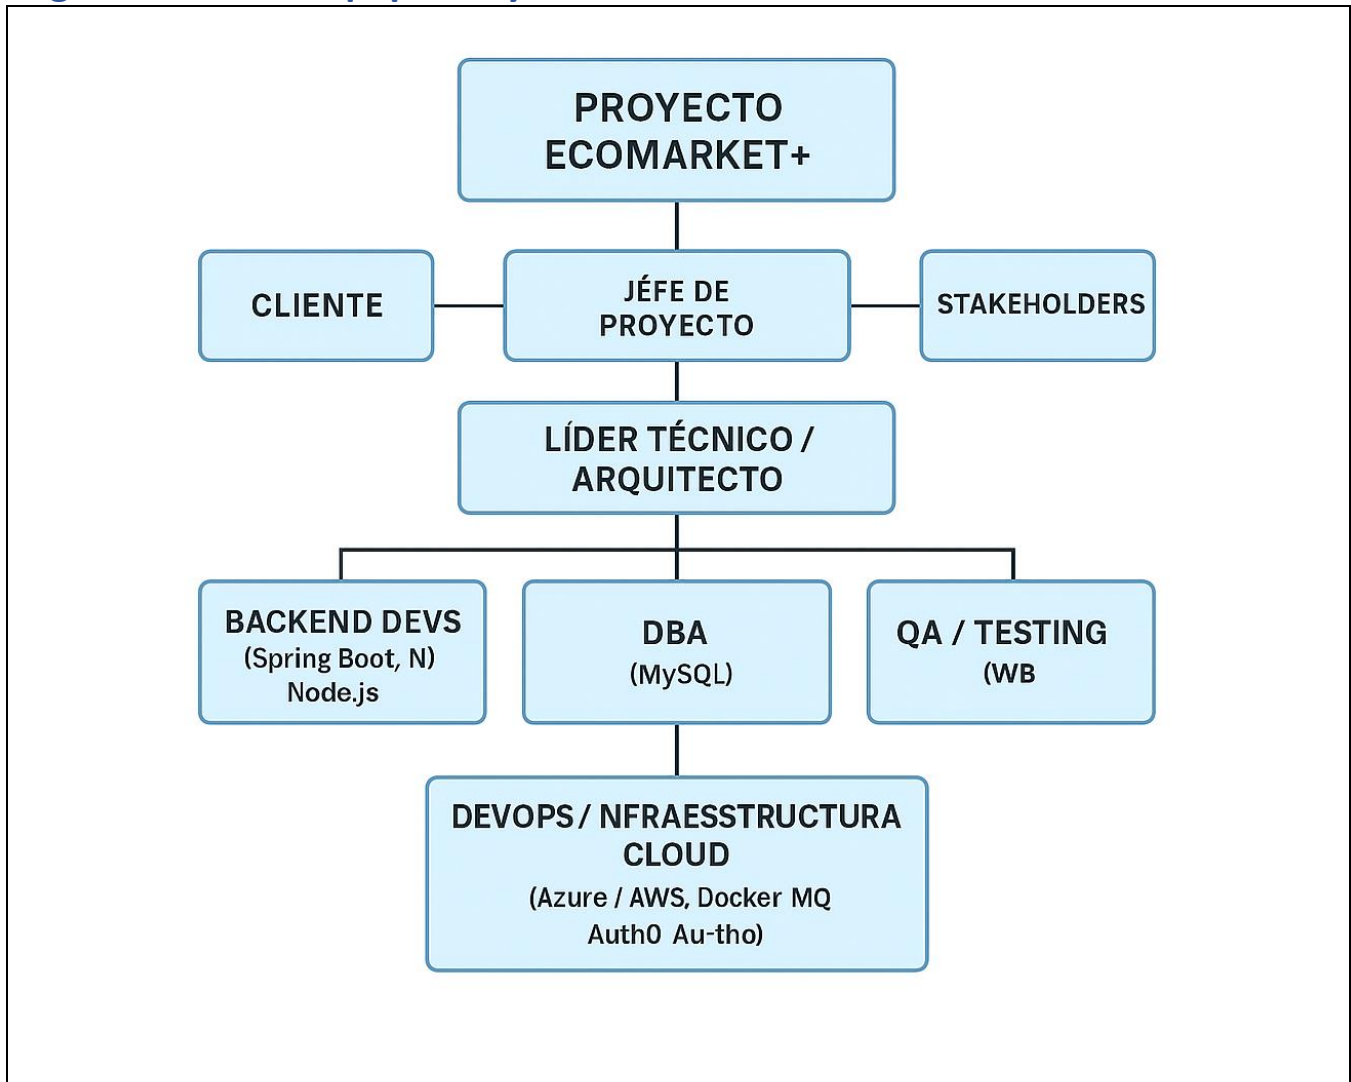 PROYECTO
ECOMARKET+
CLIENTE
JÉFE DE
PROYECTO
STAKEHOLDERS
LÍDER TÉCNICO /
ARQUITECTO
BACKEND DEVS
(Spring Boot, N)
Node.js
DBA
(MySQL)
QA / TESTING
(WB
DEVOPS / NFRAESSTRUCTURA
CLOUD
(Azure / AWS, Docker MQ
Auth0 Au-tho)